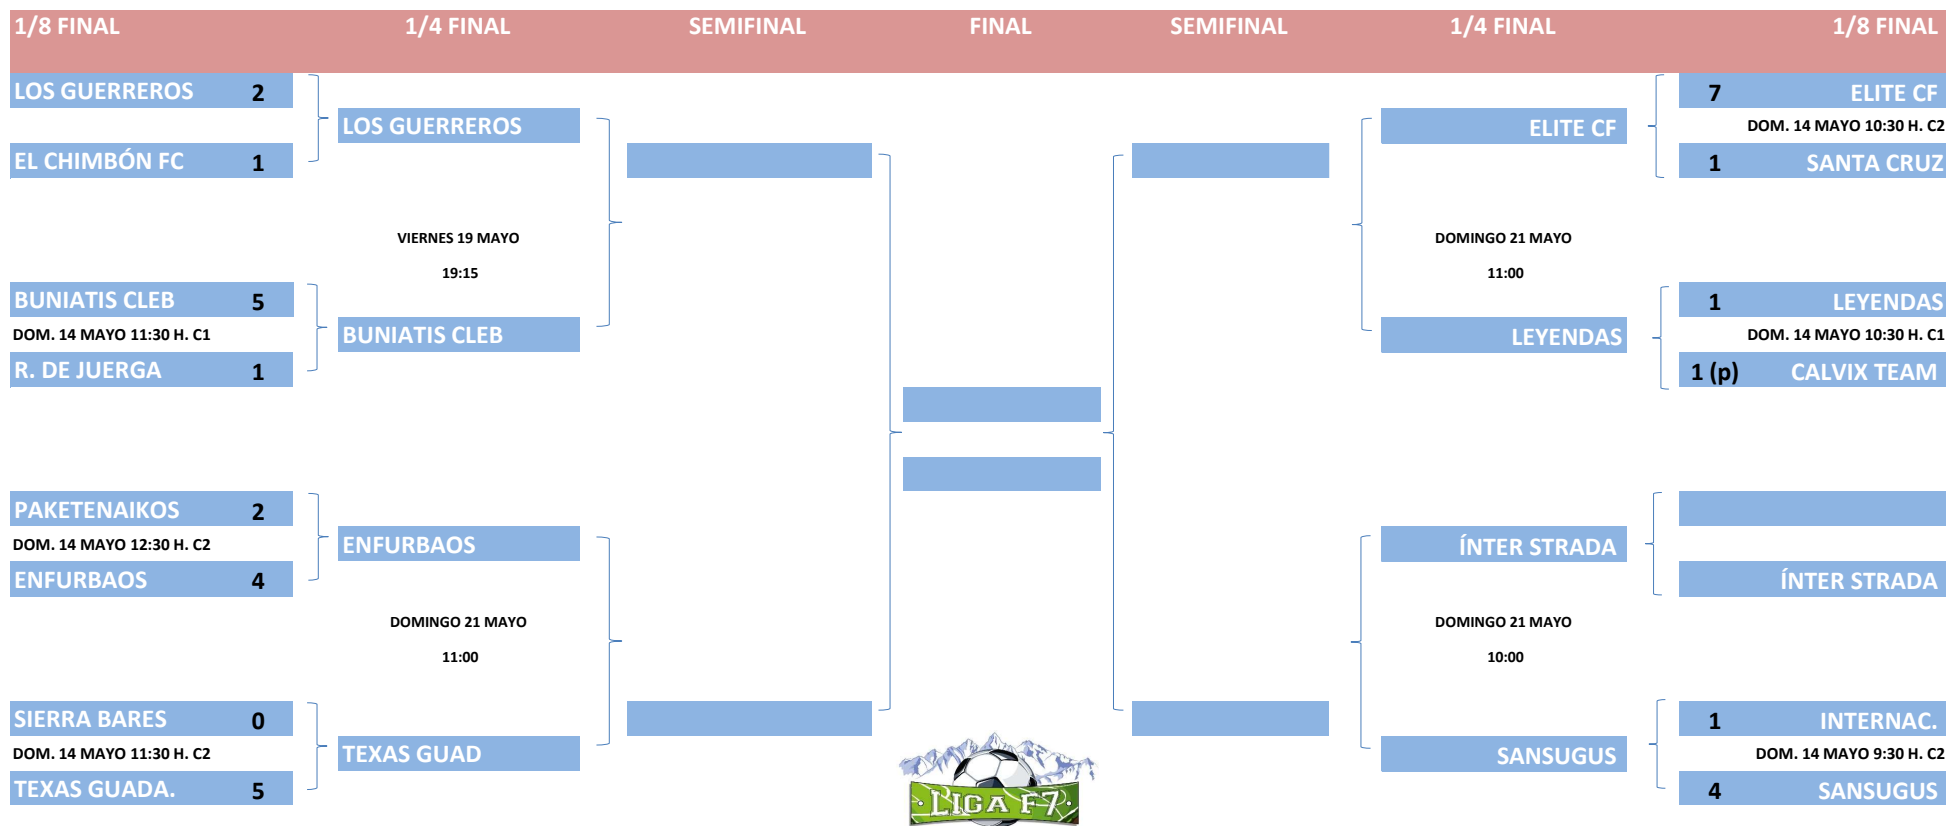 1/8 FINAL 1/4 FINAL SEMIFINAL FINAL SEMIFINAL 1/4 FINAL 1/8 FINAL
LOS GUERREROS 2
EL CHIMBÓN FC 1
BUNIATIS CLEB 5
DOM. 14 MAYO 11:30 H. C1
R. DE JUERGA 1
PAKETENAIKOS 2
DOM. 14 MAYO 12:30 H. C2
ENFURBAOS 4
SIERRA BARES 0
DOM. 14 MAYO 11:30 H. C2
TEXAS GUADA. 5
LOS GUERREROS
VIERNES 19 MAYO
19:15
BUNIATIS CLEB
ENFURBAOS
DOMINGO 21 MAYO
11:00
TEXAS GUAD
LIGA F7
ELITE CF
DOMINGO 21 MAYO
11:00
LEYENDAS
ÍNTER STRADA
DOMINGO 21 MAYO
10:00
SANSUGUS
7 ELITE CF
DOM. 14 MAYO 10:30 H. C2
1 SANTA CRUZ
1 LEYENDAS
DOM. 14 MAYO 10:30 H. C1
1 (p) CALVIX TEAM
ÍNTER STRADA
1 INTERNAC.
DOM. 14 MAYO 9:30 H. C2
4 SANSUGUS